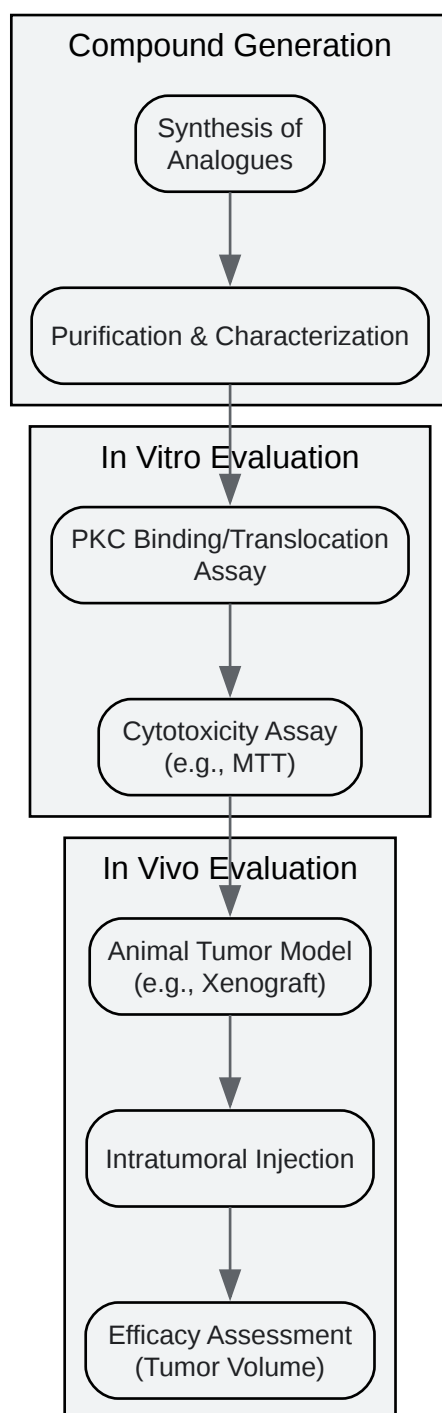 Compound Generation
Synthesis of
Analogues
Purification & Characterization
In Vitro Evaluation
PKC Binding/Translocation
Assay
Cytotoxicity Assay
(e.g., MTT)
In Vivo Evaluation
Animal Tumor Model
(e.g., Xenograft)
Intratumoral Injection
Efficacy Assessment
(Tumor Volume)